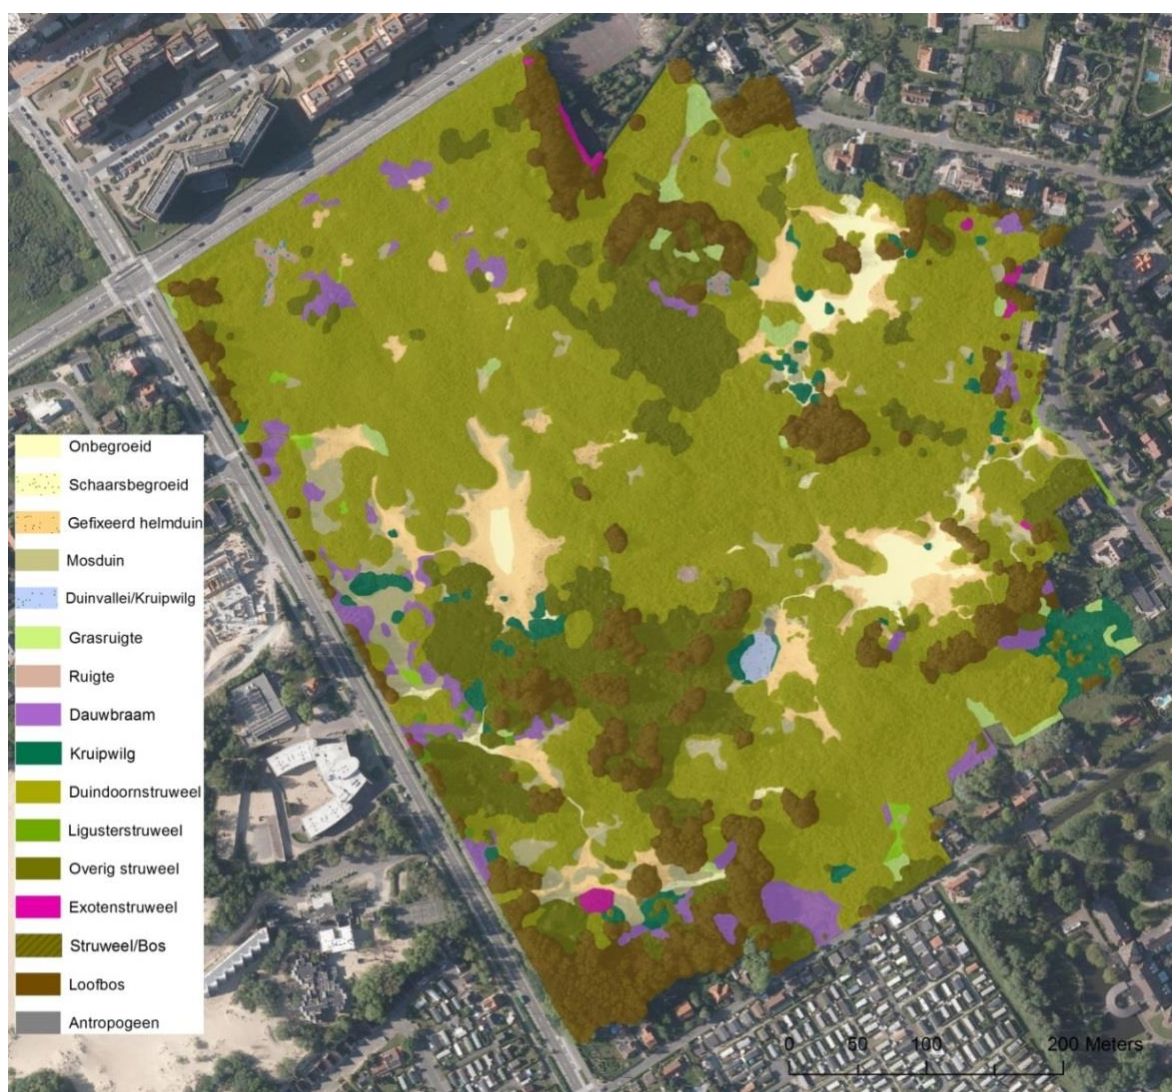 Onbegroeid
Schaarsbegroeid
Gefixeerd helmduin
Mosduin
Duinvallei/Kruipwilg
Grasruigte
Ruigte
Dauwbraam
Kruipwilg
Duindoornstruweel
Ligusterstruweel
Overig struweel
Exotenstruweel
Struweel/Bos
Loofbos
Antropogeen
0 50 100 200 Meters